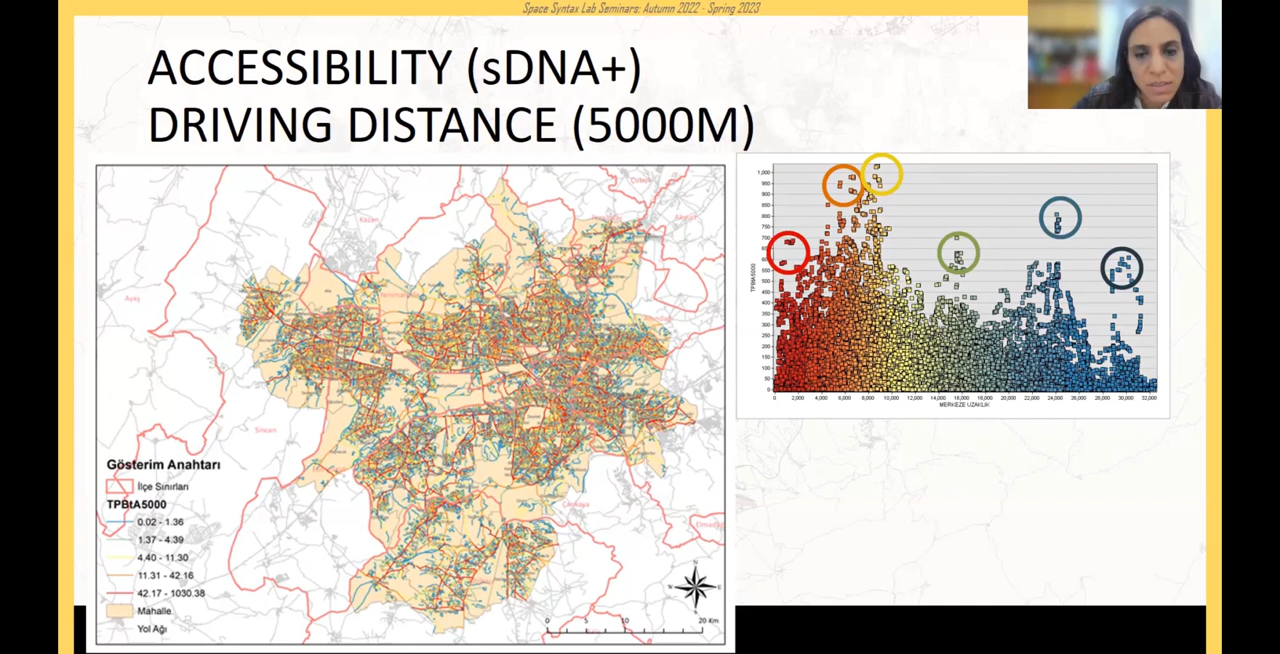 Space Syntax Lab Seminars: Autumn 2022 - Spring 2023
ACCESSIBILITY (sDNA+)
DRIVING DISTANCE (5000M)
Kazan
Akyurt
Ayaş
Sincan
Çankaya
Elmadağ
Gösterim Anahtarı
İlçe Sınırları
TPBtA5000
0.02 - 1.36
1.37 - 4.39
4.40 - 11.30
11.31 - 42.16
42.17 - 1030.38
Mahalle
Yol Ağı
N
0 5 10 20 Km
TPBtA5000
1,000
950
900
850
800
750
700
650
600
550
500
450
400
350
300
250
200
150
100
50
0
0 2,000 4,000 6,000 8,000 10,000 12,000 14,000 16,000 18,000 20,000 22,000 24,000 26,000 28,000 30,000 32,000
MERKEZE UZAKLIK